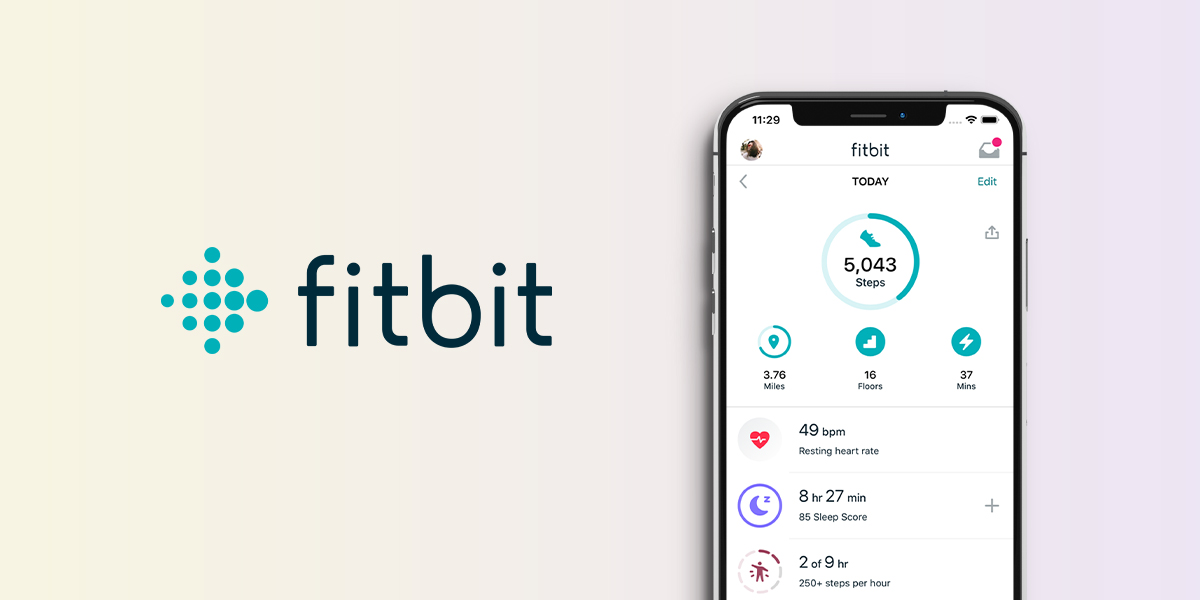 fitbit
11:29
fitbit
TODAY
Edit
5,043
Steps
3.76
Miles
16
Floors
37
Mins
49 bpm
Resting heart rate
z
8 hr 27 min
85 Sleep Score
2 of 9 hr
250+ steps per hour